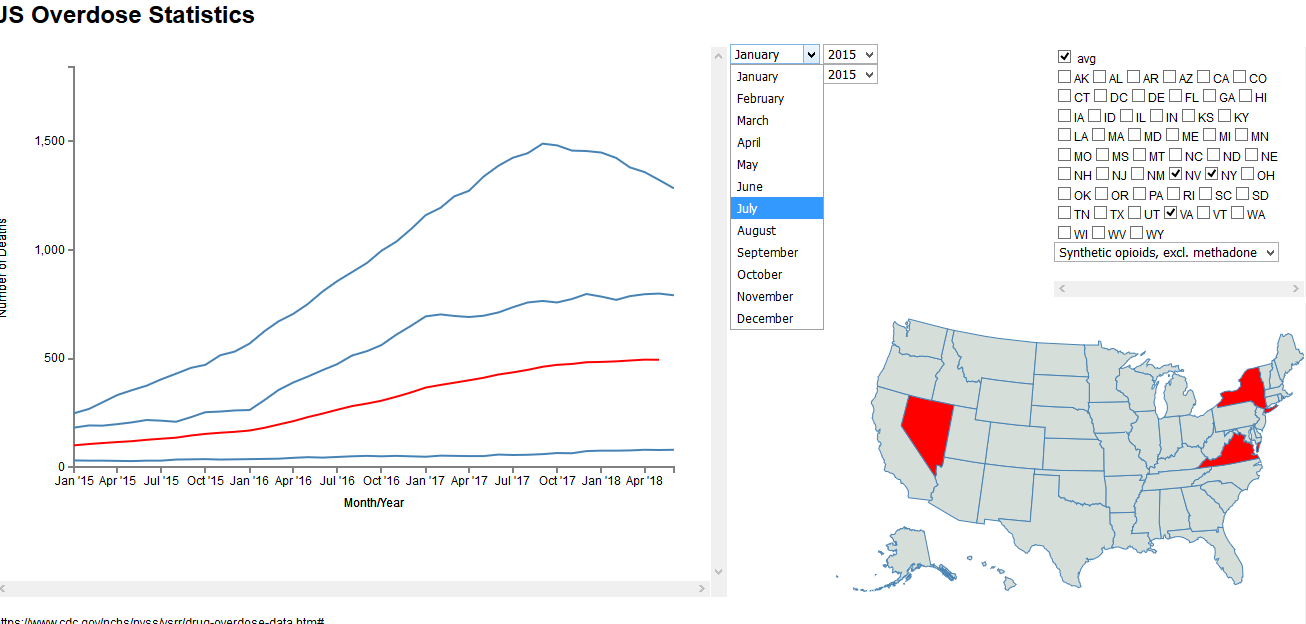 US Overdose Statistics
1,500
1,000
500
0
Number of Deaths
Jan '15 Apr '15 Jul '15 Oct '15 Jan '16 Apr '16 Jul '16 Oct '16 Jan '17 Apr '17 Jul '17 Oct '17 Jan '18 Apr '18
Month/Year
January 2015
2015
January
February
March
April
May
June
July
August
September
October
November
December
avg
AK AL AR AZ CA CO
CT DC DE FL GA HI
IA ID IL IN KS KY
LA MA MD ME MI MN
MO MS MT NC ND NE
NH NJ NM NV NY OH
OK OR PA RI SC SD
TN TX UT VA VT WA
WI WV WY
Synthetic opioids, excl. methadone
https://www.cdc.gov/nchs/nvss/vsrr/drug-overdose-data.htm#